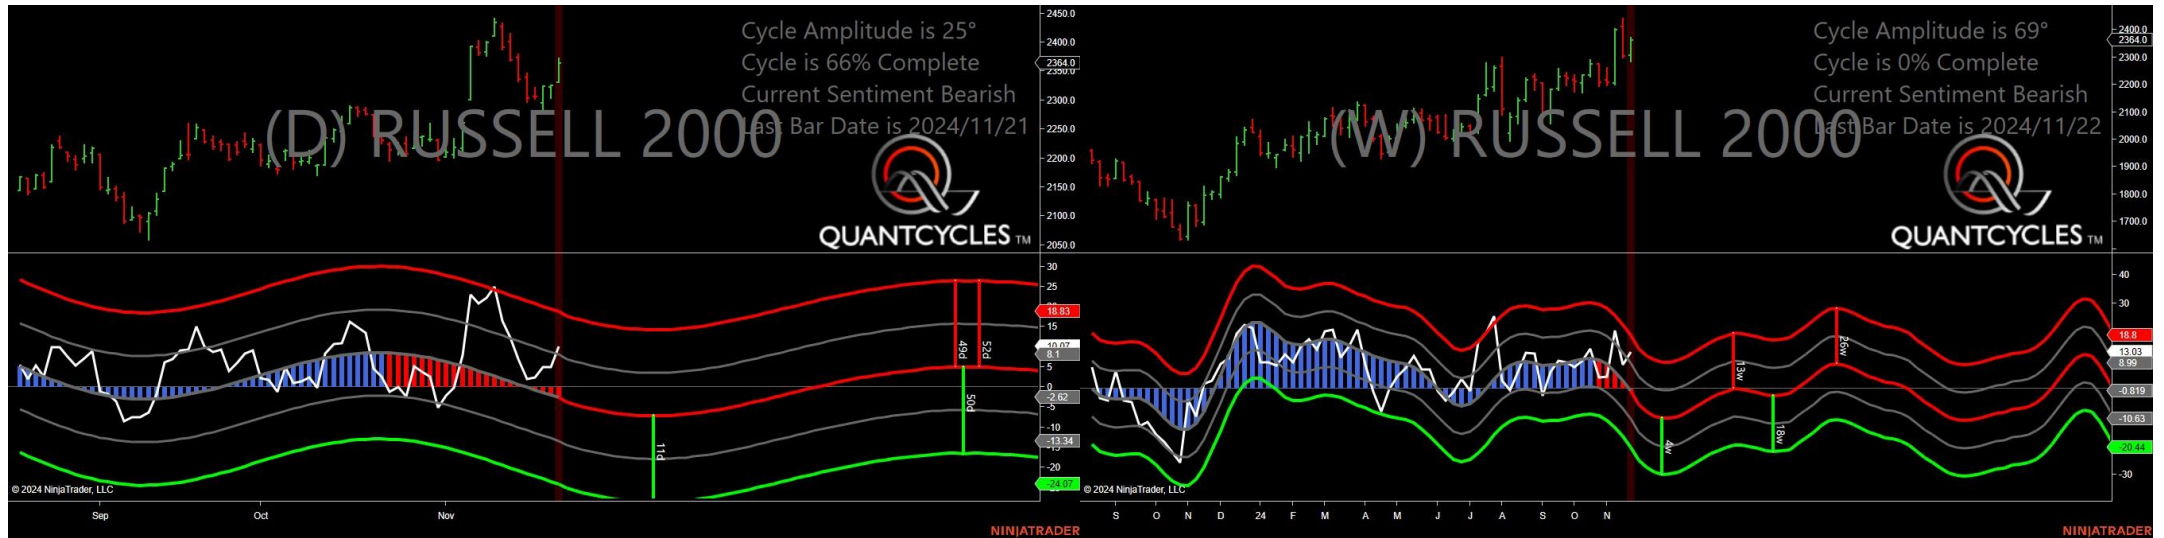 Cycle Amplitude is 25°
Cycle is 66% Complete
Current Sentiment Bearish
Last Bar Date is 2024/11/21
(D) RUSSELL 2000
QUANTCYCLES TM
2450.0
2400.0
2364.0
2350.0
2300.0
2250.0
2200.0
2150.0
2100.0
2050.0
30
25
18.83
15
10.07
8.1
5
0
-2.62
-5
-10
-13.34
-20
-24.07
49d
52d
50d
11d
© 2024 NinjaTrader, LLC
Sep Oct Nov
NINJATRADER
Cycle Amplitude is 69°
Cycle is 0% Complete
Current Sentiment Bearish
Last Bar Date is 2024/11/22
(W) RUSSELL 2000
QUANTCYCLES TM
2400.0
2364.0
2300.0
2200.0
2100.0
2000.0
1900.0
1800.0
1700.0
40
30
18.8
13.03
8.99
-0.819
-10.63
-20.44
-30
13w
26w
4w
18w
© 2024 NinjaTrader, LLC
S O N D 24 F M A M J J A S O N
NINJATRADER